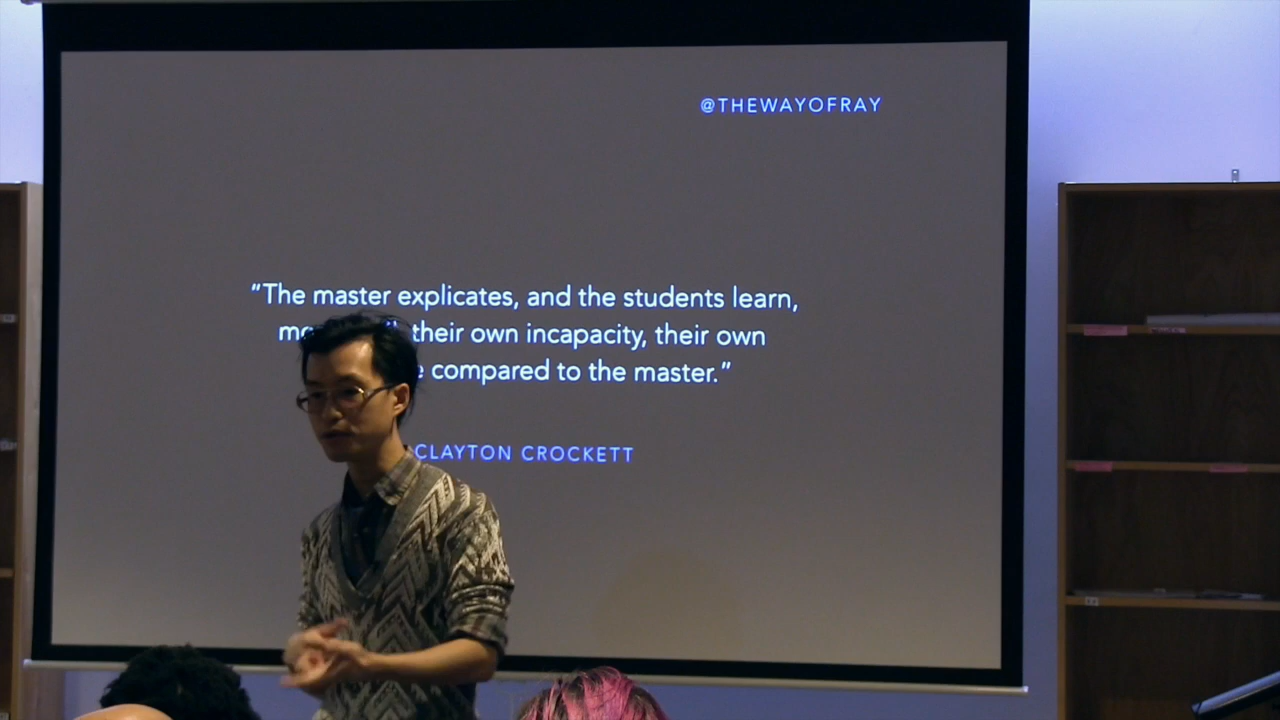 @THEWAYOFRAY
"The master explicates, and the students learn,
their own incapacity, their own
compared to the master."
CLAYTON CROCKETT